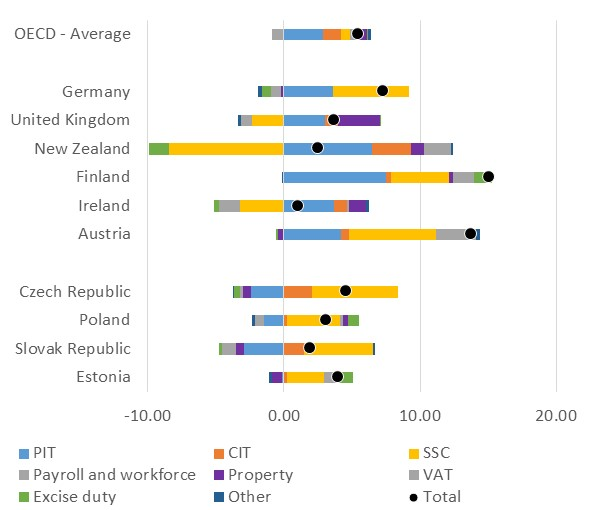 OECD - Average
Germany
United Kingdom
New Zealand
Finland
Ireland
Austria
Czech Republic
Poland
Slovak Republic
Estonia
-10.00 0.00 10.00 20.00
PIT CIT SSC
Payroll and workforce Property VAT
Excise duty Other Total